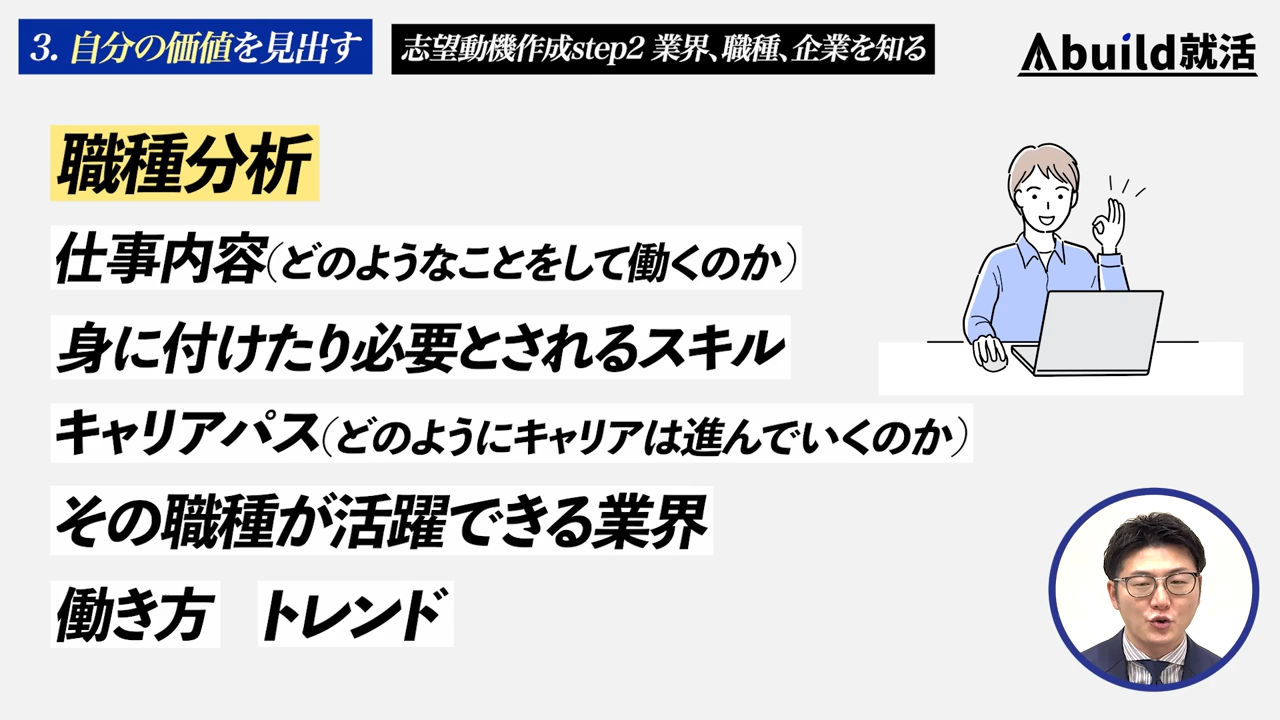 3. 自分の価値を見出す
志望動機作成step2 業界、職種、企業を知る
Abuild就活
職種分析
仕事内容（どのようなことをして働くのか）
身に付けたり必要とされるスキル
キャリアパス（どのようにキャリアは進んでいくのか）
その職種が活躍できる業界
働き方 トレンド